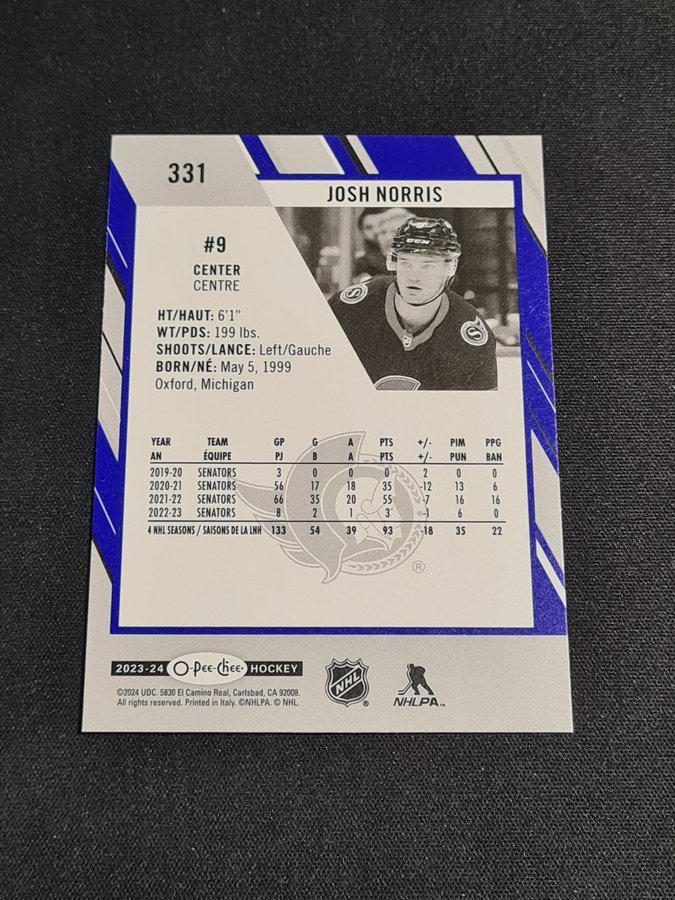 331
JOSH NORRIS
#9
CENTER
CENTRE
HT/HAUT: 6'1"
WT/PDS: 199 lbs.
SHOOTS/LANCE: Left/Gauche
BORN/NÉ: May 5, 1999
Oxford, Michigan
CCM
S
S
YEAR TEAM GP G A PTS +/- PIM PPG
AN ÉQUIPE PJ B A PTS +/- PUN BAN
2019-20 SENATORS 3 0 0 0 2 0 0
2020-21 SENATORS 56 17 18 35 -12 13 6
2021-22 SENATORS 66 35 20 55 -7 16 16
2022-23 SENATORS 8 2 1 3 -1 6 0
4 NHL SEASONS / SAISONS DE LA LNH 133 54 39 93 -18 35 22
®
2023-24 O-Pee-Chee® HOCKEY
NHL ®
NHLPA™
©2024 UDC. 5830 El Camino Real, Carlsbad, CA 92008.
All rights reserved. Printed in Italy. ©NHLPA. © NHL.